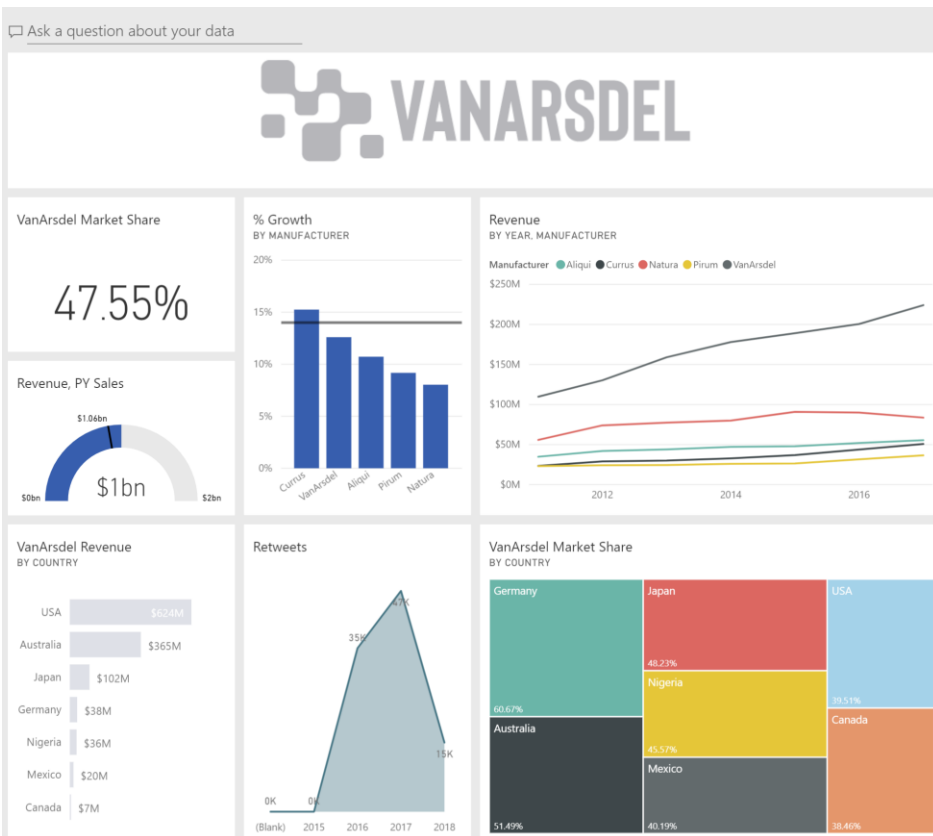 Ask a question about your data
VANARSDEL
VanArsdel Market Share
47.55%
Revenue, PY Sales
$1.06bn
$0bn
$1bn
$2bn
% Growth
BY MANUFACTURER
20%
15%
10%
5%
0%
Currus
VanArsdel
Aliqui
Pirum
Natura
Revenue
BY YEAR, MANUFACTURER
Manufacturer Aliqui Currus Natura Pirum VanArsdel
$250M
$200M
$150M
$100M
$50M
$0M
2012 2014 2016
VanArsdel Revenue
BY COUNTRY
USA $624M
Australia $365M
Japan $102M
Germany $38M
Nigeria $36M
Mexico $20M
Canada $7M
Retweets
47K
35K
15K
0K 0K
(Blank) 2015 2016 2017 2018
VanArsdel Market Share
BY COUNTRY
Germany
60.67%
Australia
51.49%
Japan
48.23%
Nigeria
45.57%
Mexico
40.19%
USA
39.51%
Canada
38.46%